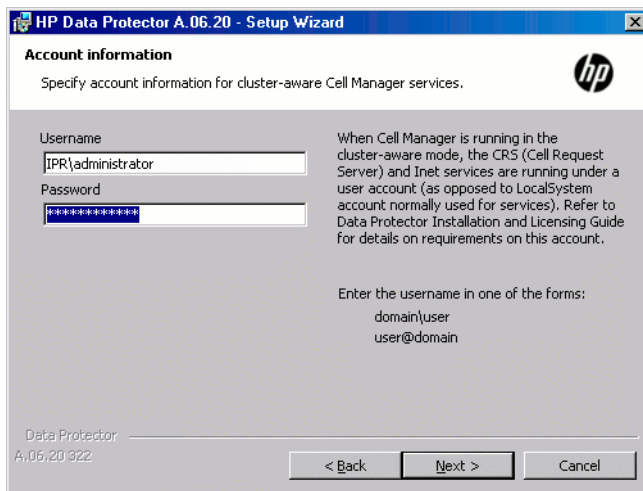 HP Data Protector A.06.20 - Setup Wizard
Account information
Specify account information for cluster-aware Cell Manager services.
hp
Username
IPR\administrator
Password
*************
When Cell Manager is running in the
cluster-aware mode, the CRS (Cell Request
Server) and Inet services are running under a
user account (as opposed to LocalSystem
account normally used for services). Refer to
Data Protector Installation and Licensing Guide
for details on requirements on this account.
Enter the username in one of the forms:
domain\user
user@domain
Data Protector
A.06.20 322
< Back
Next >
Cancel